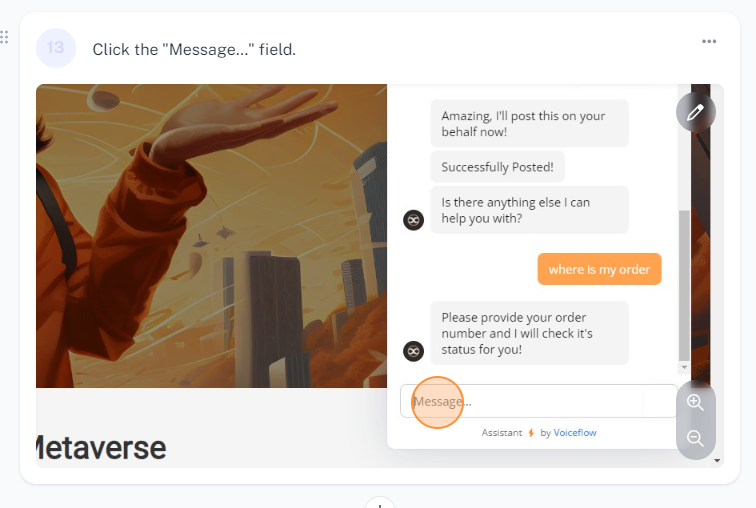 13
Click the "Message..." field.
Amazing, I'll post this on your
behalf now!
Successfully Posted!
Is there anything else I can
help you with?
where is my order
Please provide your order
number and I will check it's
status for you!
Message...
Assistant by Voiceflow
Metaverse